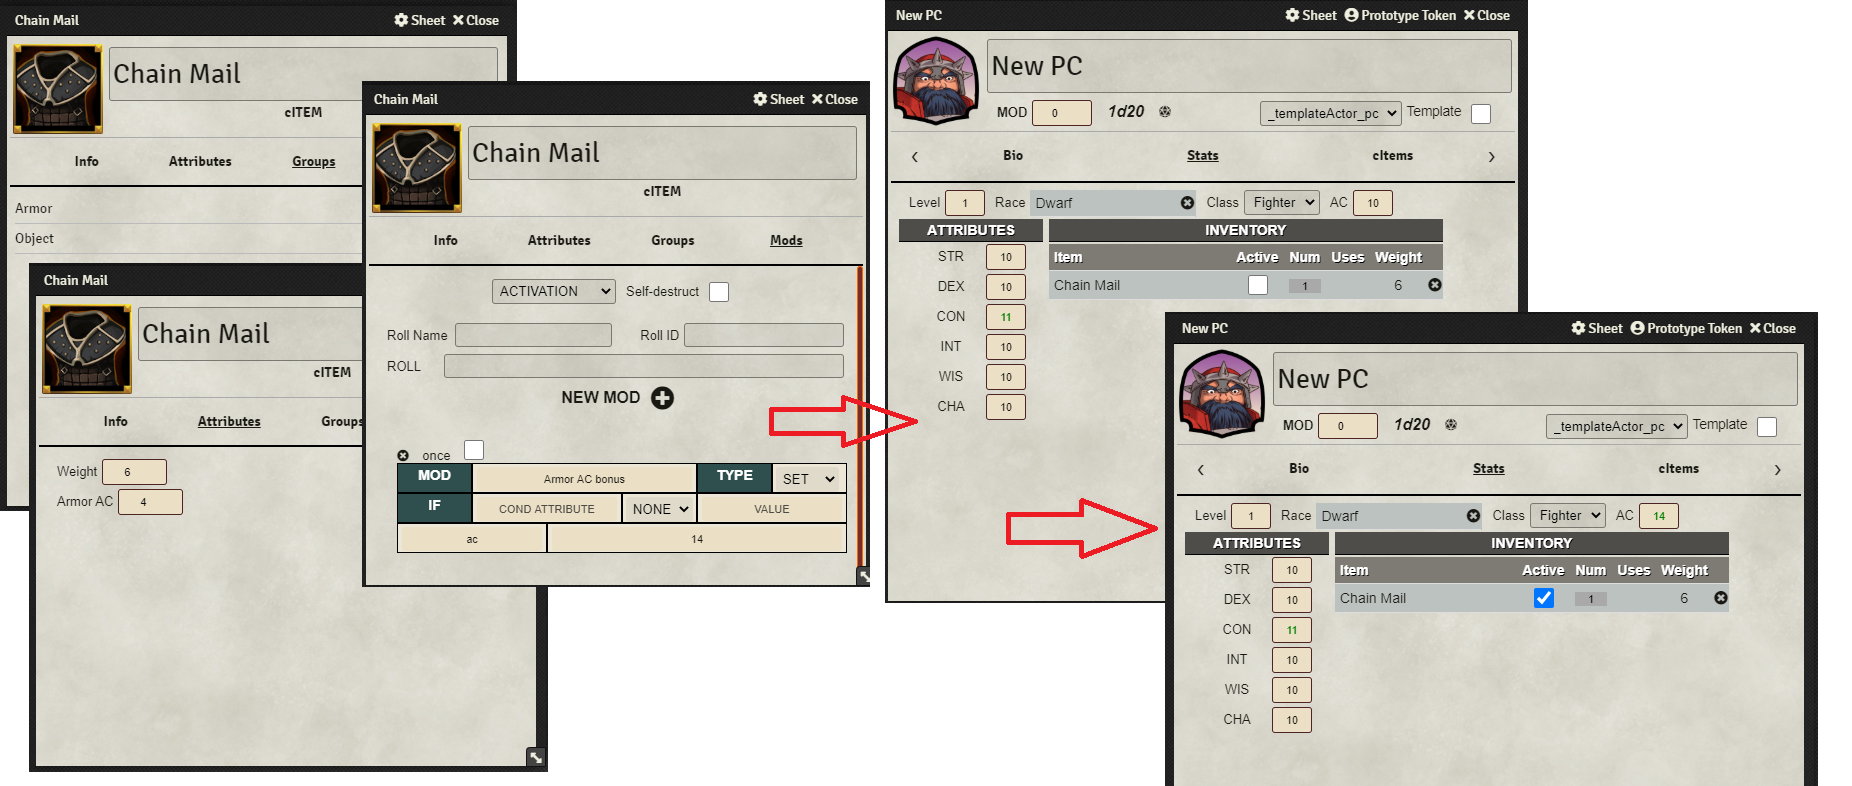 Chain Mail Sheet Close
Chain Mail
cITEM
Info Attributes Groups
Armor
Object
Chain Mail
Chain Mail
cITEM
Info Attributes Groups
Weight 6
Armor AC 4
Chain Mail Sheet Close
Chain Mail
cITEM
Info Attributes Groups Mods
ACTIVATION Self-destruct
Roll Name Roll ID
ROLL
NEW MOD
once
MOD Armor AC bonus TYPE SET
IF COND ATTRIBUTE NONE VALUE
ac 14
New PC Sheet Prototype Token Close
New PC
MOD 0 1d20 _templateActor_pc Template
‹ Bio Stats cItems ›
Level 1 Race Dwarf Class Fighter AC 10
ATTRIBUTES INVENTORY
STR 10 Item Active Num Uses Weight
DEX 10 Chain Mail 1 6
CON 11
INT 10
WIS 10
CHA 10
New PC Sheet Prototype Token Close
New PC
MOD 0 1d20 _templateActor_pc Template
‹ Bio Stats cItems ›
Level 1 Race Dwarf Class Fighter AC 14
ATTRIBUTES INVENTORY
STR 10 Item Active Num Uses Weight
DEX 10 Chain Mail 1 6
CON 11
INT 10
WIS 10
CHA 10